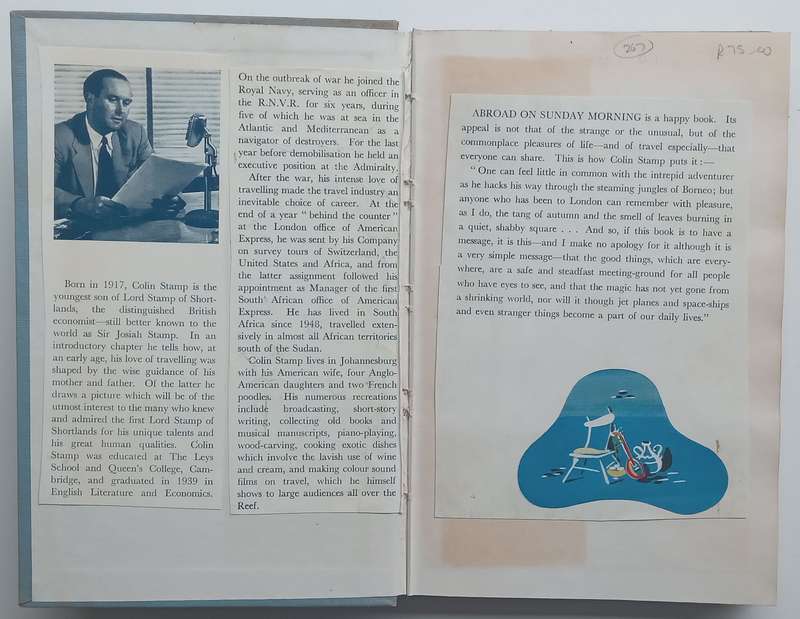 Born in 1917, Colin Stamp is the
youngest son of Lord Stamp of Short-
lands, the distinguished British
economist—still better known to the
world as Sir Josiah Stamp. In an
introductory chapter he tells how, at
an early age, his love of travelling was
shaped by the wise guidance of his
mother and father. Of the latter he
draws a picture which will be of the
utmost interest to the many who knew
and admired the first Lord Stamp of
Shortlands for his unique talents and
his great human qualities. Colin
Stamp was educated at The Leys
School and Queen's College, Cam-
bridge, and graduated in 1939 in
English Literature and Economics.
On the outbreak of war he joined the
Royal Navy, serving as an officer in
the R.N.V.R. for six years, during
five of which he was at sea in the
Atlantic and Mediterranean as a
navigator of destroyers. For the last
year before demobilisation he held an
executive position at the Admiralty.
After the war, his intense love of
travelling made the travel industry an
inevitable choice of career. At the
end of a year "behind the counter"
at the London office of American
Express, he was sent by his Company
on survey tours of Switzerland, the
United States and Africa, and from
the latter assignment followed his
appointment as Manager of the first
South African office of American
Express. He has lived in South
Africa since 1948, travelled exten-
sively in almost all African territories
south of the Sudan.
Colin Stamp lives in Johannesburg
with his American wife, four Anglo-
American daughters and two French
poodles. His numerous recreations
include broadcasting, short-story
writing, collecting old books and
musical manuscripts, piano-playing,
wood-carving, cooking exotic dishes
which involve the lavish use of wine
and cream, and making colour sound
films on travel, which he himself
shows to large audiences all over the
Reef.
267
R75.00
ABROAD ON SUNDAY MORNING is a happy book. Its
appeal is not that of the strange or the unusual, but of the
commonplace pleasures of life—and of travel especially—that
everyone can share. This is how Colin Stamp puts it:—
"One can feel little in common with the intrepid adventurer
as he hacks his way through the steaming jungles of Borneo; but
anyone who has been to London can remember with pleasure,
as I do, the tang of autumn and the smell of leaves burning in
a quiet, shabby square . . . And so, if this book is to have a
message, it is this—and I make no apology for it although it is
a very simple message—that the good things, which are every-
where, are a safe and steadfast meeting-ground for all people
who have eyes to see, and that the magic has not yet gone from
a shrinking world, nor will it though jet planes and space-ships
and even stranger things become a part of our daily lives."